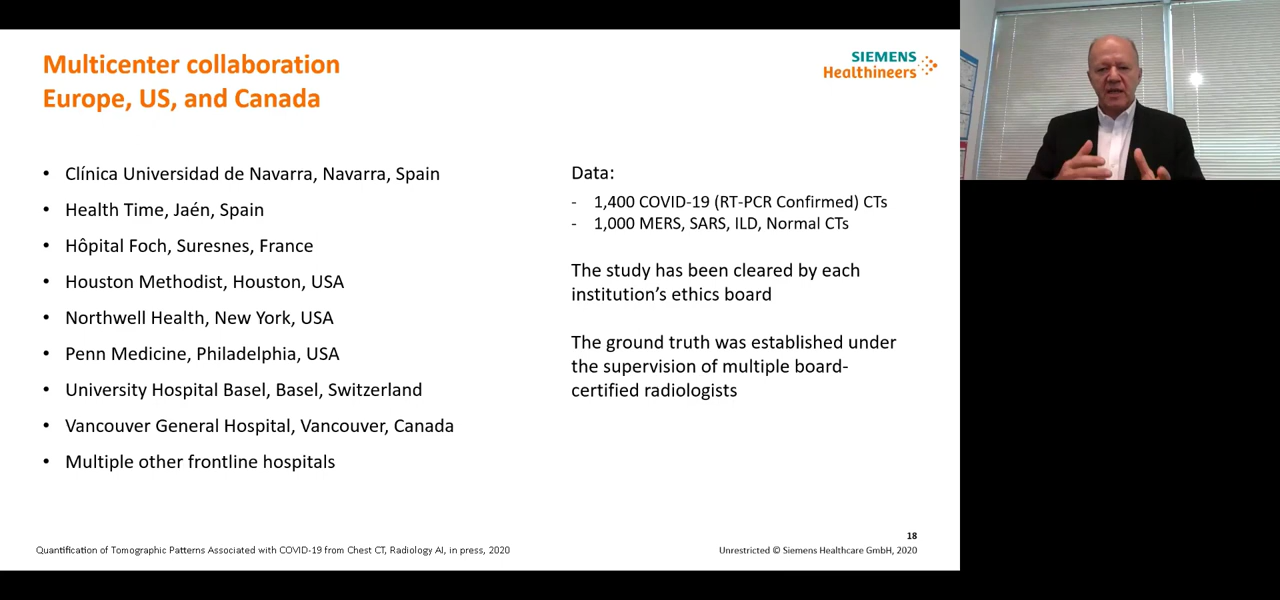 Multicenter collaboration
Europe, US, and Canada
SIEMENS
Healthineers
• Clínica Universidad de Navarra, Navarra, Spain
• Health Time, Jaén, Spain
• Hôpital Foch, Suresnes, France
• Houston Methodist, Houston, USA
• Northwell Health, New York, USA
• Penn Medicine, Philadelphia, USA
• University Hospital Basel, Basel, Switzerland
• Vancouver General Hospital, Vancouver, Canada
• Multiple other frontline hospitals
Data:
- 1,400 COVID-19 (RT-PCR Confirmed) CTs
- 1,000 MERS, SARS, ILD, Normal CTs
The study has been cleared by each
institution’s ethics board
The ground truth was established under
the supervision of multiple board-
certified radiologists
18
Quantification of Tomographic Patterns Associated with COVID-19 from Chest CT, Radiology AI, in press, 2020
Unrestricted © Siemens Healthcare GmbH, 2020